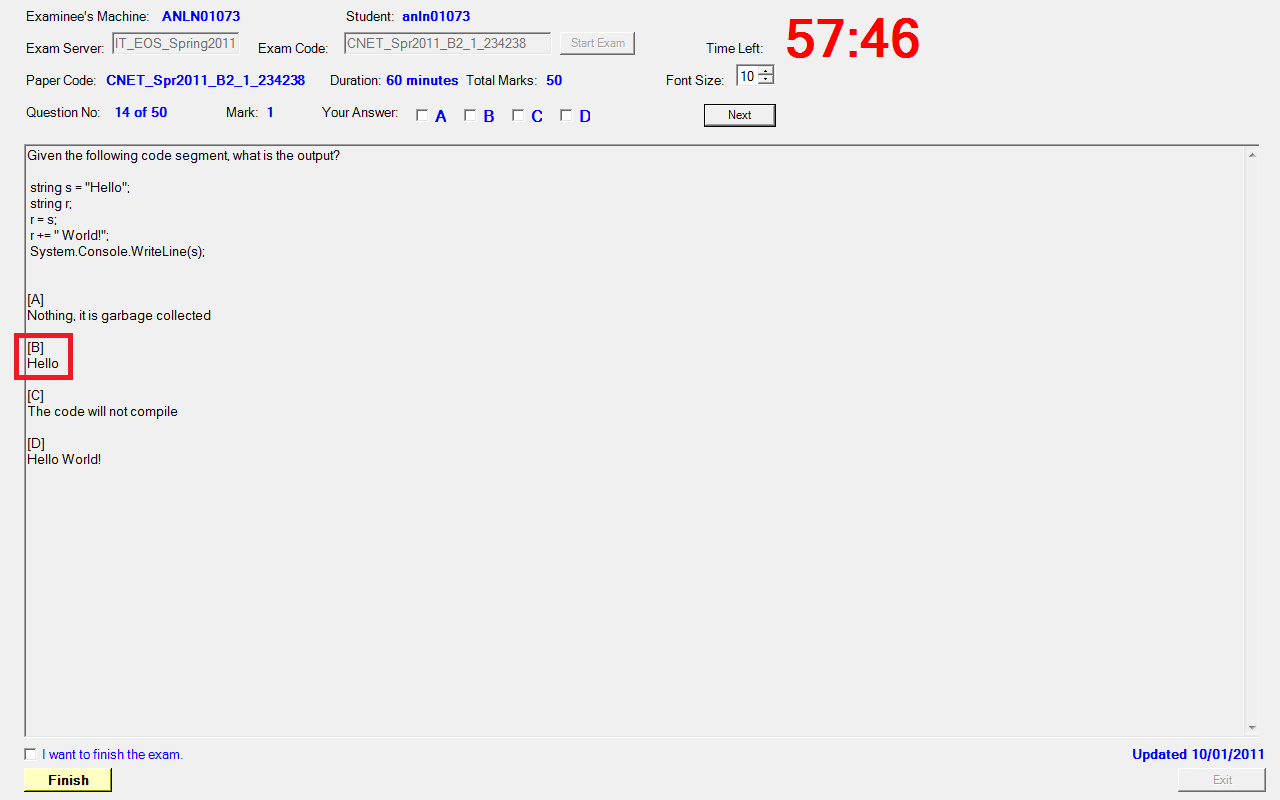 Examinee's Machine: ANLN01073 Student: anln01073
Exam Server: IT_EOS_Spring2011 Exam Code: CNET_Spr2011_B2_1_234238 Start Exam Time Left: 57:46
Paper Code: CNET_Spr2011_B2_1_234238 Duration: 60 minutes Total Marks: 50 Font Size: 10
Question No: 14 of 50 Mark: 1 Your Answer: A B C D Next
Given the following code segment, what is the output?
string s = "Hello";
string r;
r = s;
r += " World!";
System.Console.WriteLine(s);
[A]
Nothing, it is garbage collected
[B]
Hello
[C]
The code will not compile
[D]
Hello World!
I want to finish the exam. Updated 10/01/2011
Finish Exit